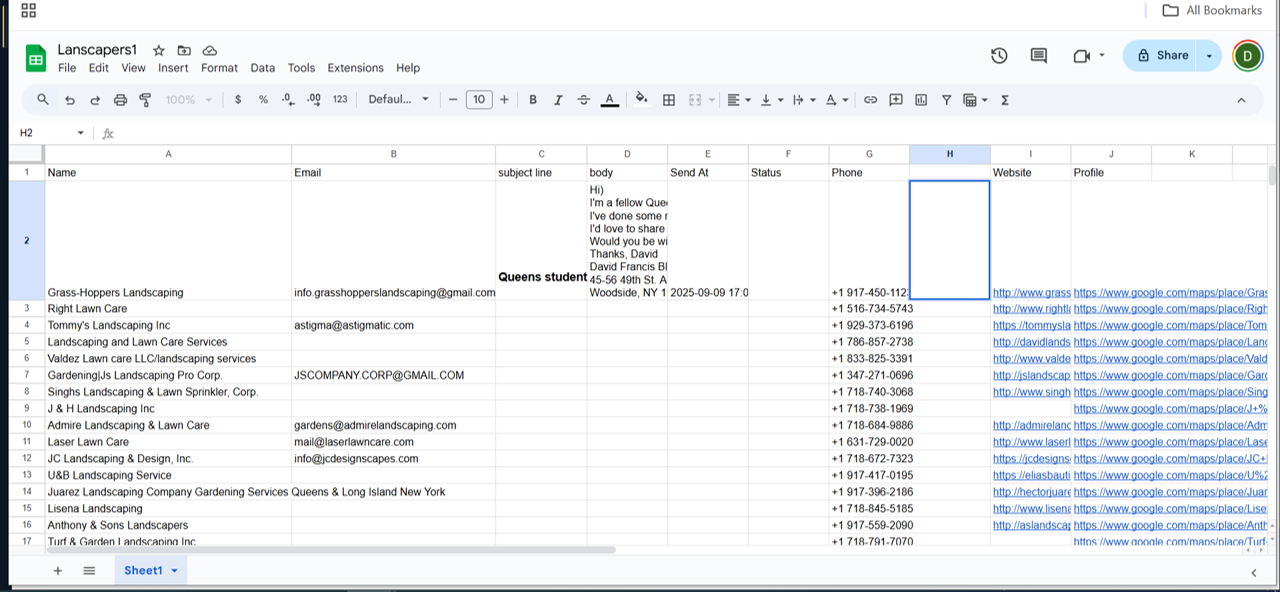 All Bookmarks
Lanscapers1
File Edit View Insert Format Data Tools Extensions Help
Share
D
100% $ % .0 .00 123 Defaul... 10 B I A
H2 fx
A B C D E F G H I J K
1 Name Email subject line body Send At Status Phone Website Profile
Hi)
I'm a fellow Quee
I've done some r
I'd love to share
2 Would you be wi
Thanks, David
David Francis Bl
Queens student 45-56 49th St. A
Grass-Hoppers Landscaping info.grasshopperslandscaping@gmail.com Woodside, NY 1 2025-09-09 17:0 +1 917-450-112 http://www.grass https://www.google.com/maps/place/Gras
3 Right Lawn Care +1 516-734-5743 http://www.rightl https://www.google.com/maps/place/Righ
4 Tommy's Landscaping Inc astigma@astigmatic.com +1 929-373-6196 https://tommysla https://www.google.com/maps/place/Tom
5 Landscaping and Lawn Care Services +1 786-857-2738 http://davidlands https://www.google.com/maps/place/Land
6 Valdez Lawn care LLC/landscaping services +1 833-825-3391 http://www.valde https://www.google.com/maps/place/Vald
7 Gardening|Js Landscaping Pro Corp. JSCOMPANY.CORP@GMAIL.COM +1 347-271-0696 http://jslandscap https://www.google.com/maps/place/Gard
8 Singhs Landscaping & Lawn Sprinkler, Corp. +1 718-740-3068 http://www.singh https://www.google.com/maps/place/Sing
9 J & H Landscaping Inc +1 718-738-1969 https://www.google.com/maps/place/J+%
10 Admire Landscaping & Lawn Care gardens@admirelandscaping.com +1 718-684-9886 http://admireland https://www.google.com/maps/place/Adm
11 Laser Lawn Care mail@laserlawncare.com +1 631-729-0020 http://www.laserl https://www.google.com/maps/place/Lase
12 JC Landscaping & Design, Inc. info@jcdesignscapes.com +1 718-672-7323 https://jcdesigns https://www.google.com/maps/place/JC+
13 U&B Landscaping Service +1 917-417-0195 https://eliasbauti https://www.google.com/maps/place/U%2
14 Juarez Landscaping Company Gardening Services Queens & Long Island New York +1 917-396-2186 http://hectorjuare https://www.google.com/maps/place/Juar
15 Lisena Landscaping +1 718-845-5185 http://www.lisena https://www.google.com/maps/place/Lise
16 Anthony & Sons Landscapers +1 917-559-2090 http://aslandscap https://www.google.com/maps/place/Anth
17 Turf & Garden Landscaping Inc +1 718-791-7070 https://www.google.com/maps/place/Turf-
Sheet1